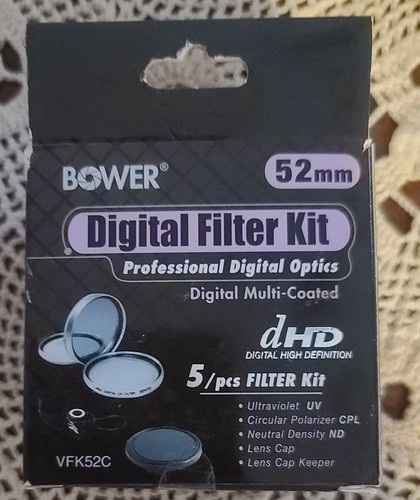 BOWER®
52mm
Digital Filter Kit
Professional Digital Optics
Digital Multi-Coated
dHD
DIGITAL HIGH DEFINITION
5/pcs FILTER Kit
• Ultraviolet UV
• Circular Polarizer CPL
• Neutral Density ND
• Lens Cap
• Lens Cap Keeper
VFK52C